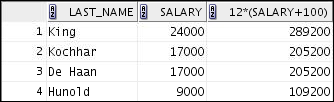 LAST_NAME SALARY 12*(SALARY+100)
1 King 24000 289200
2 Kochhar 17000 205200
3 De Haan 17000 205200
4 Hunold 9000 109200